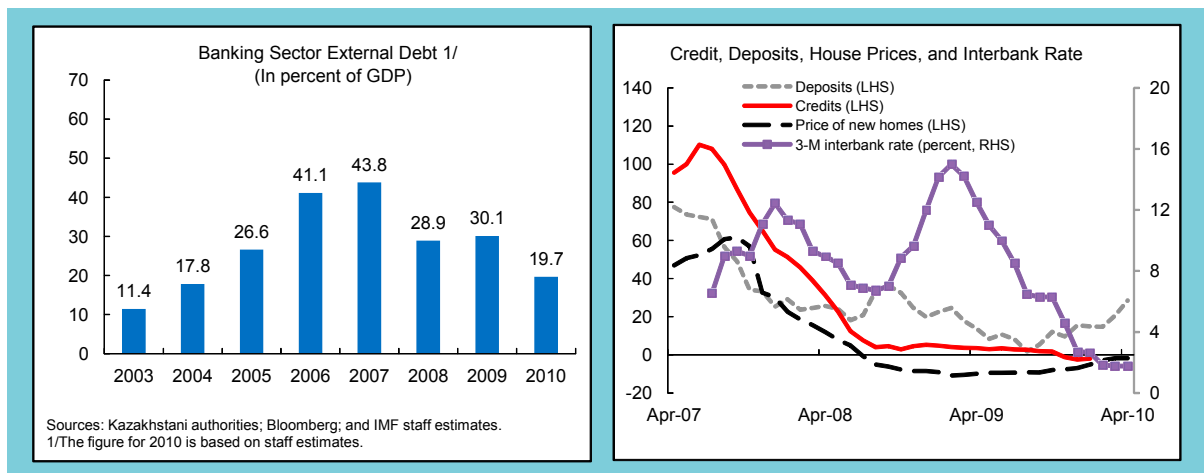 Banking Sector External Debt 1/
(In percent of GDP)
70
60
50
40
30
20
10
0
11.4
17.8
26.6
41.1
43.8
28.9
30.1
19.7
2003 2004 2005 2006 2007 2008 2009 2010
Sources: Kazakhstani authorities; Bloomberg; and IMF staff estimates.
1/The figure for 2010 is based on staff estimates.
Credit, Deposits, House Prices, and Interbank Rate
Deposits (LHS)
Credits (LHS)
Price of new homes (LHS)
3-M interbank rate (percent, RHS)
140
120
100
80
60
40
20
0
-20
20
16
12
8
4
0
Apr-07 Apr-08 Apr-09 Apr-10